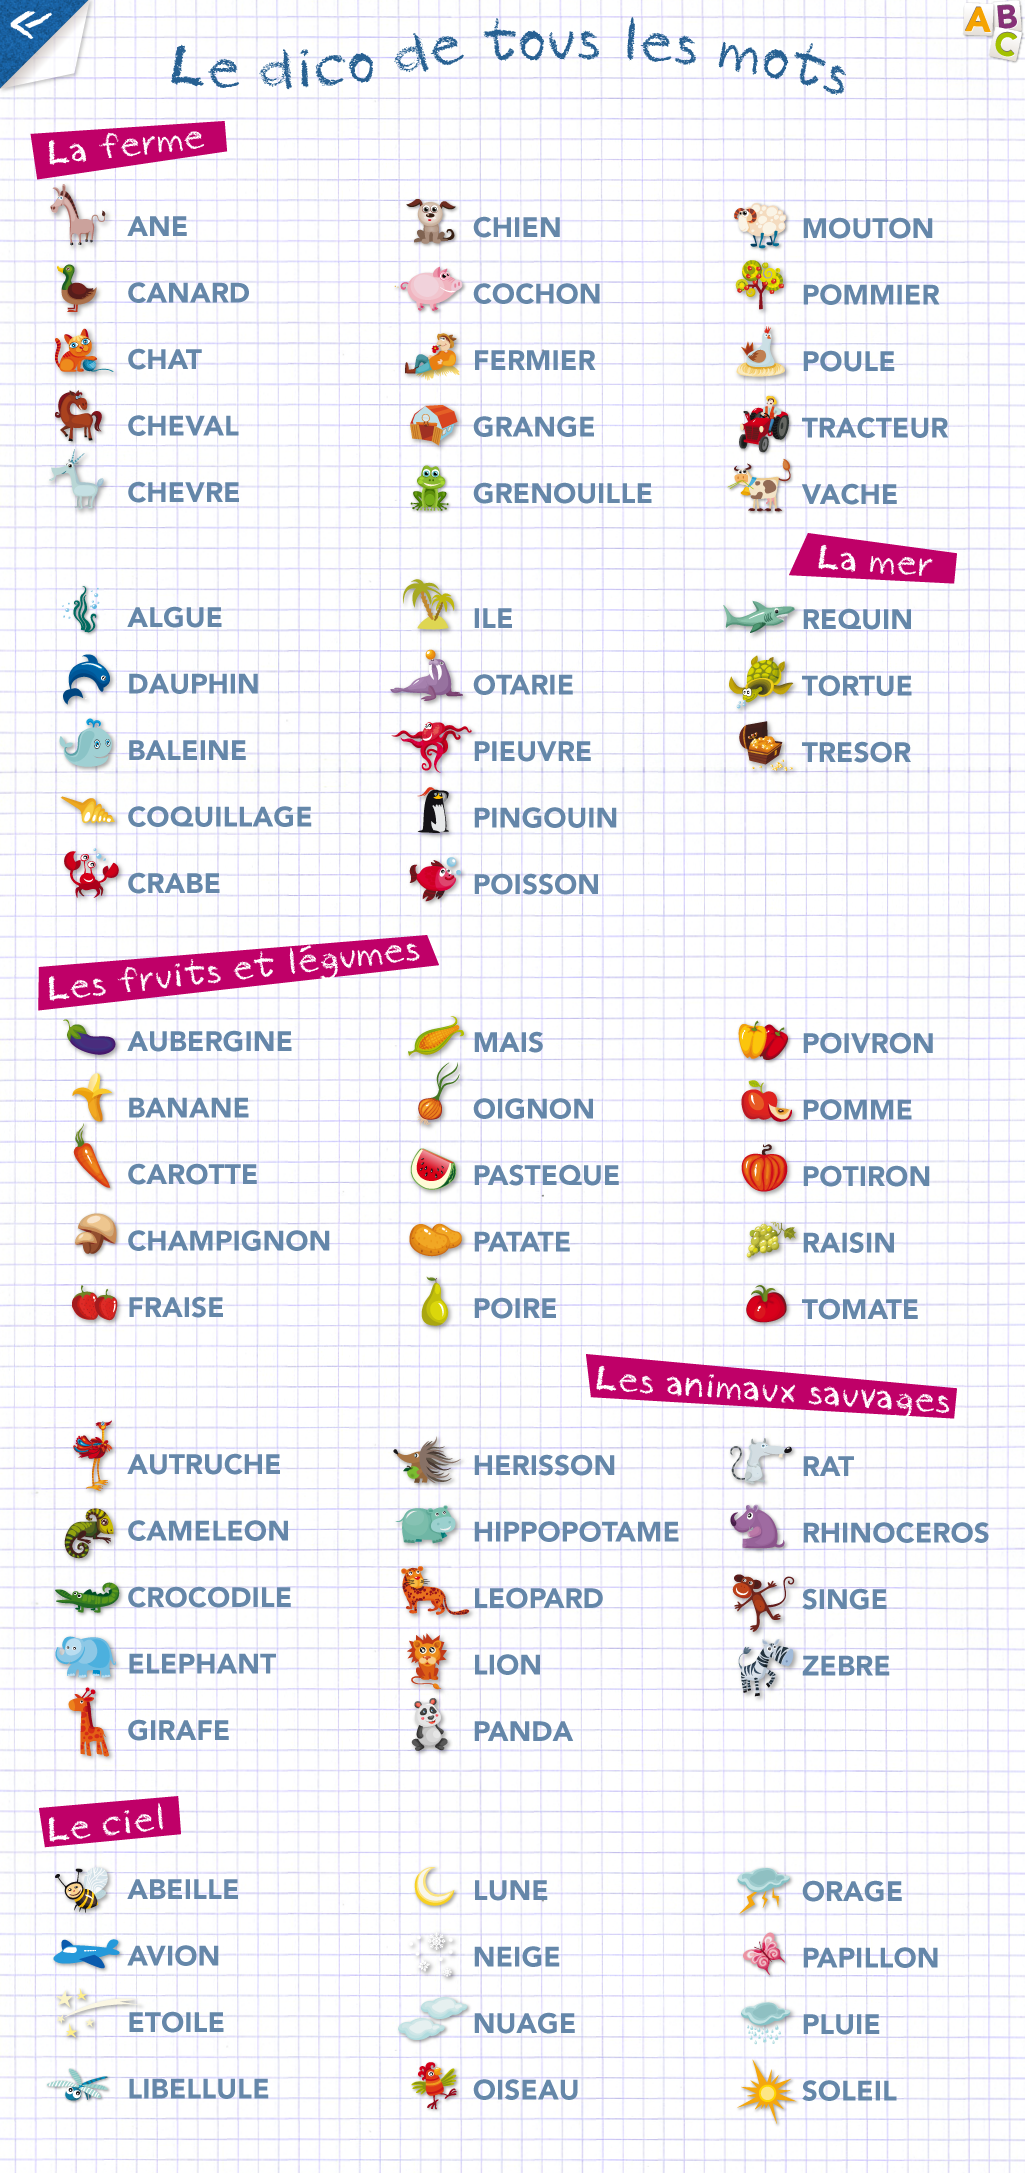 Le dico de tous les mots
A B C
La ferme
ANE CHIEN MOUTON
CANARD COCHON POMMIER
CHAT FERMIER POULE
CHEVAL GRANGE TRACTEUR
CHEVRE GRENOUILLE VACHE
La mer
ALGUE ILE REQUIN
DAUPHIN OTARIE TORTUE
BALEINE PIEUVRE TRESOR
COQUILLAGE PINGOUIN
CRABE POISSON
Les fruits et légumes
AUBERGINE MAIS POIVRON
BANANE OIGNON POMME
CAROTTE PASTEQUE POTIRON
CHAMPIGNON PATATE RAISIN
FRAISE POIRE TOMATE
Les animaux sauvages
AUTRUCHE HERISSON RAT
CAMELEON HIPPOPOTAME RHINOCEROS
CROCODILE LEOPARD SINGE
ELEPHANT LION ZEBRE
GIRAFE PANDA
Le ciel
ABEILLE LUNE ORAGE
AVION NEIGE PAPILLON
ETOILE NUAGE PLUIE
LIBELLULE OISEAU SOLEIL